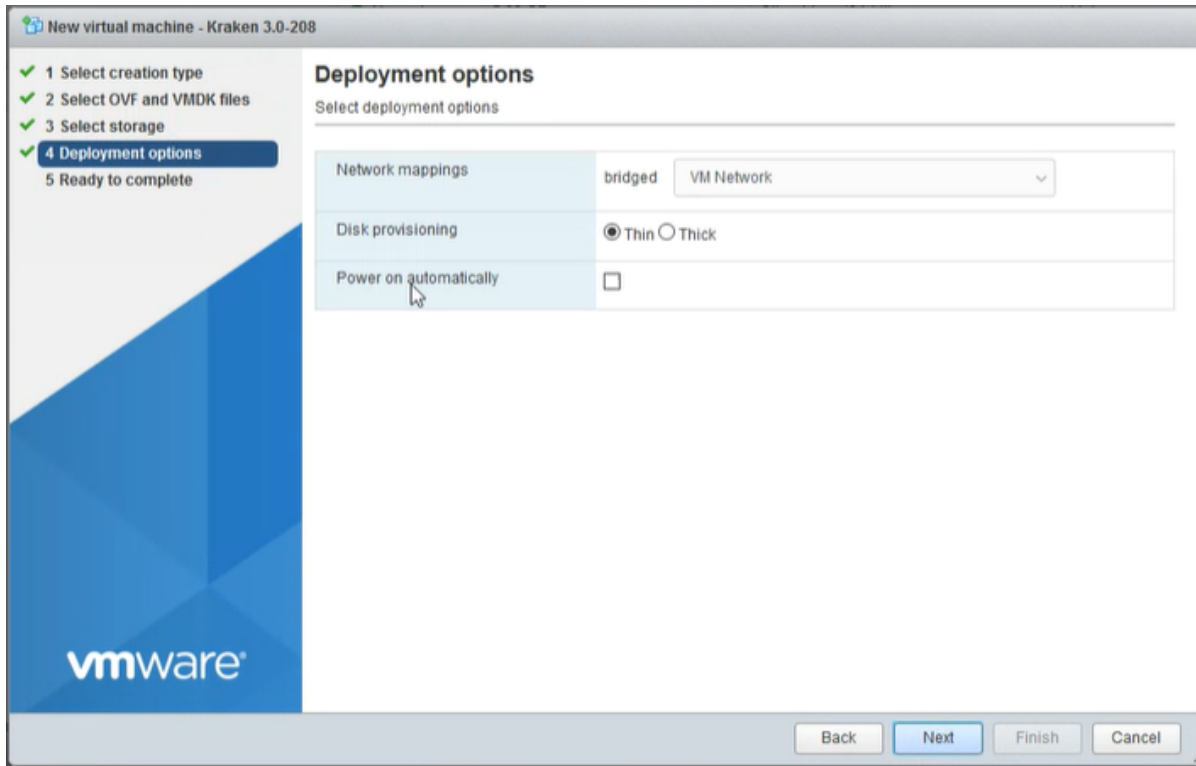 New virtual machine - Kraken 3.0-208
1 Select creation type
2 Select OVF and VMDK files
3 Select storage
4 Deployment options
5 Ready to complete
Deployment options
Select deployment options
Network mappings
bridged
VM Network
Disk provisioning
Thin Thick
Power on automatically
vmware®
Back Next Finish Cancel